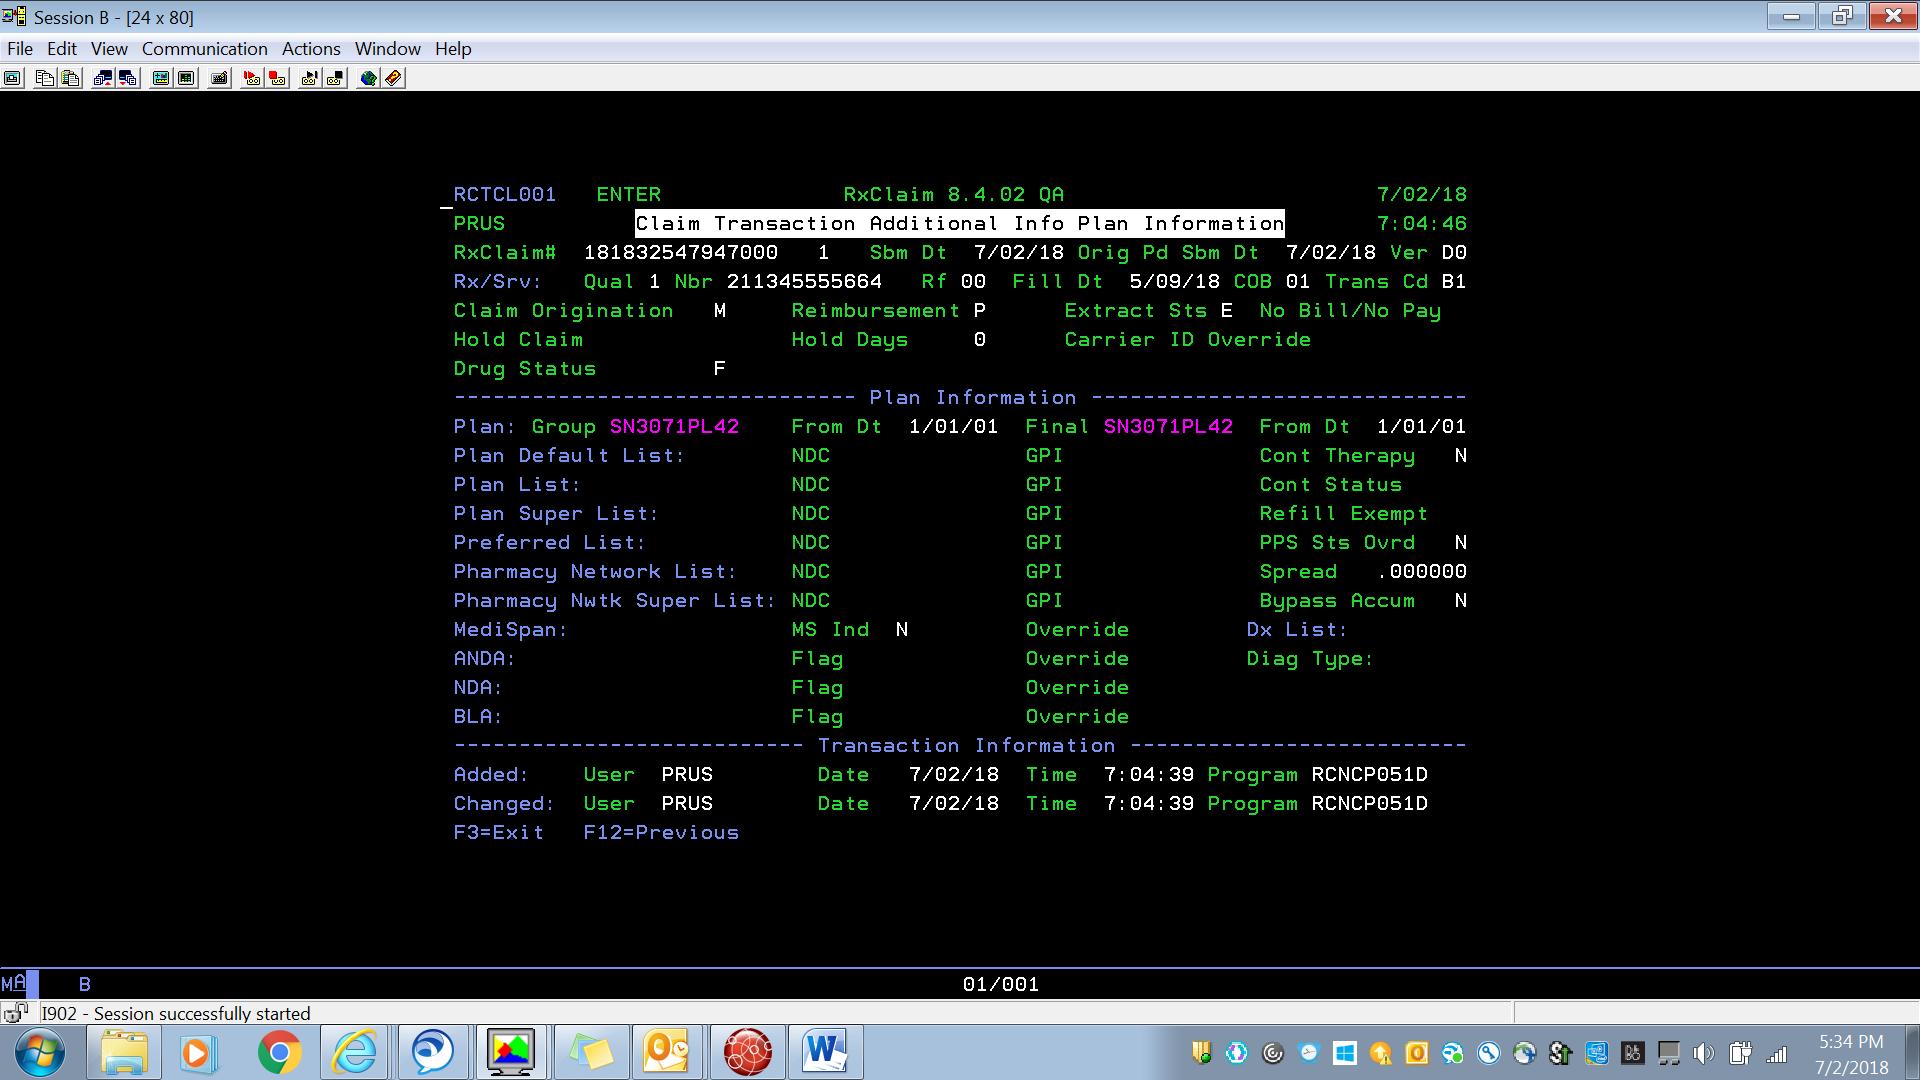 Session B - [24 x 80]
File Edit View Communication Actions Window Help
RCTCL001 ENTER RxClaim 8.4.02 QA 7/02/18
PRUS Claim Transaction Additional Info Plan Information 7:04:46
RxClaim# 181832547947000 1 Sbm Dt 7/02/18 Orig Pd Sbm Dt 7/02/18 Ver D0
Rx/Srv: Qual 1 Nbr 211345555664 Rf 00 Fill Dt 5/09/18 COB 01 Trans Cd B1
Claim Origination M Reimbursement P Extract Sts E No Bill/No Pay
Hold Claim Hold Days 0 Carrier ID Override
Drug Status F
------------------------------- Plan Information -----------------------------
Plan: Group SN3071PL42 From Dt 1/01/01 Final SN3071PL42 From Dt 1/01/01
Plan Default List: NDC GPI Cont Therapy N
Plan List: NDC GPI Cont Status
Plan Super List: NDC GPI Refill Exempt
Preferred List: NDC GPI PPS Sts Ovrd N
Pharmacy Network List: NDC GPI Spread .000000
Pharmacy Nwtk Super List: NDC GPI Bypass Accum N
MediSpan: MS Ind N Override Dx List:
ANDA: Flag Override Diag Type:
NDA: Flag Override
BLA: Flag Override
--------------------------- Transaction Information --------------------------
Added: User PRUS Date 7/02/18 Time 7:04:39 Program RCNCP051D
Changed: User PRUS Date 7/02/18 Time 7:04:39 Program RCNCP051D
F3=Exit F12=Previous
MA B 01/001
I902 - Session successfully started
5:34 PM
7/2/2018